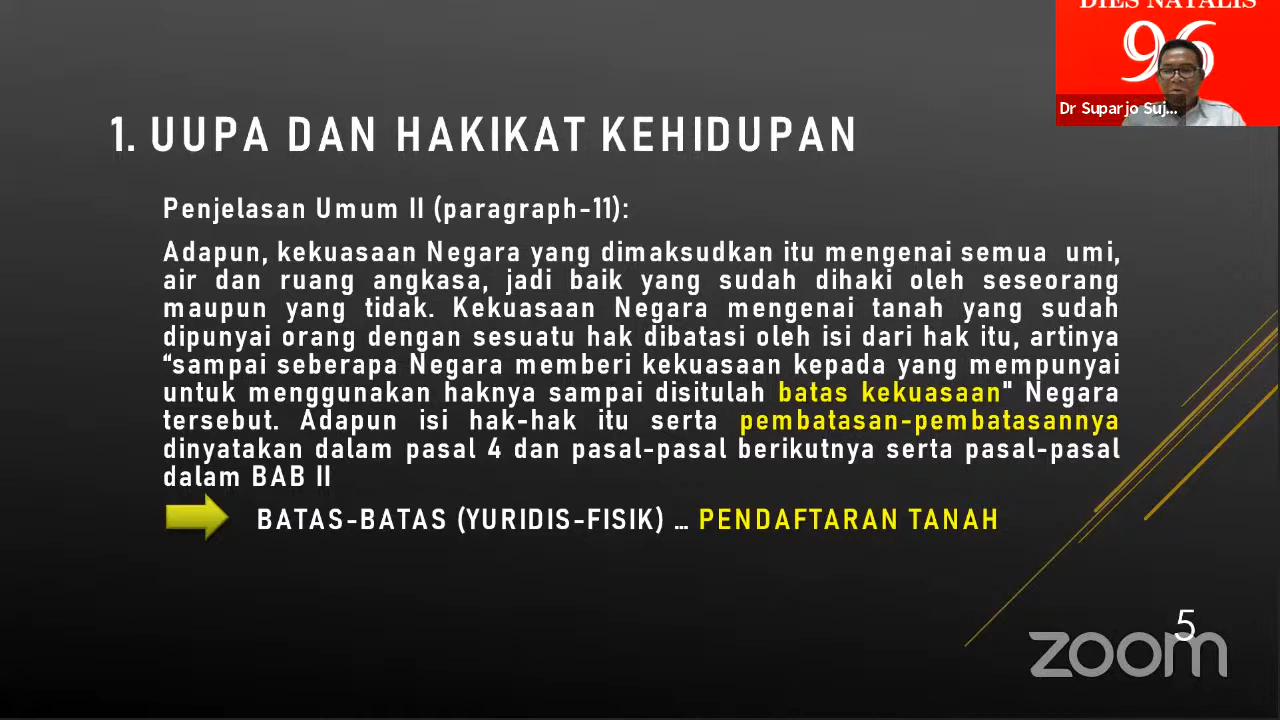 DIES NATALIS
96
Dr Suparjo Suj...
1. UUPA DAN HAKIKAT KEHIDUPAN
Penjelasan Umum II (paragraph-11):
Adapun, kekuasaan Negara yang dimaksudkan itu mengenai semua umi,
air dan ruang angkasa, jadi baik yang sudah dihaki oleh seseorang
maupun yang tidak. Kekuasaan Negara mengenai tanah yang sudah
dipunyai orang dengan sesuatu hak dibatasi oleh isi dari hak itu, artinya
“sampai seberapa Negara memberi kekuasaan kepada yang mempunyai
untuk menggunakan haknya sampai disitulah batas kekuasaan" Negara
tersebut. Adapun isi hak-hak itu serta pembatasan-pembatasannya
dinyatakan dalam pasal 4 dan pasal-pasal berikutnya serta pasal-pasal
dalam BAB II
BATAS-BATAS (YURIDIS-FISIK) … PENDAFTARAN TANAH
5
zoom